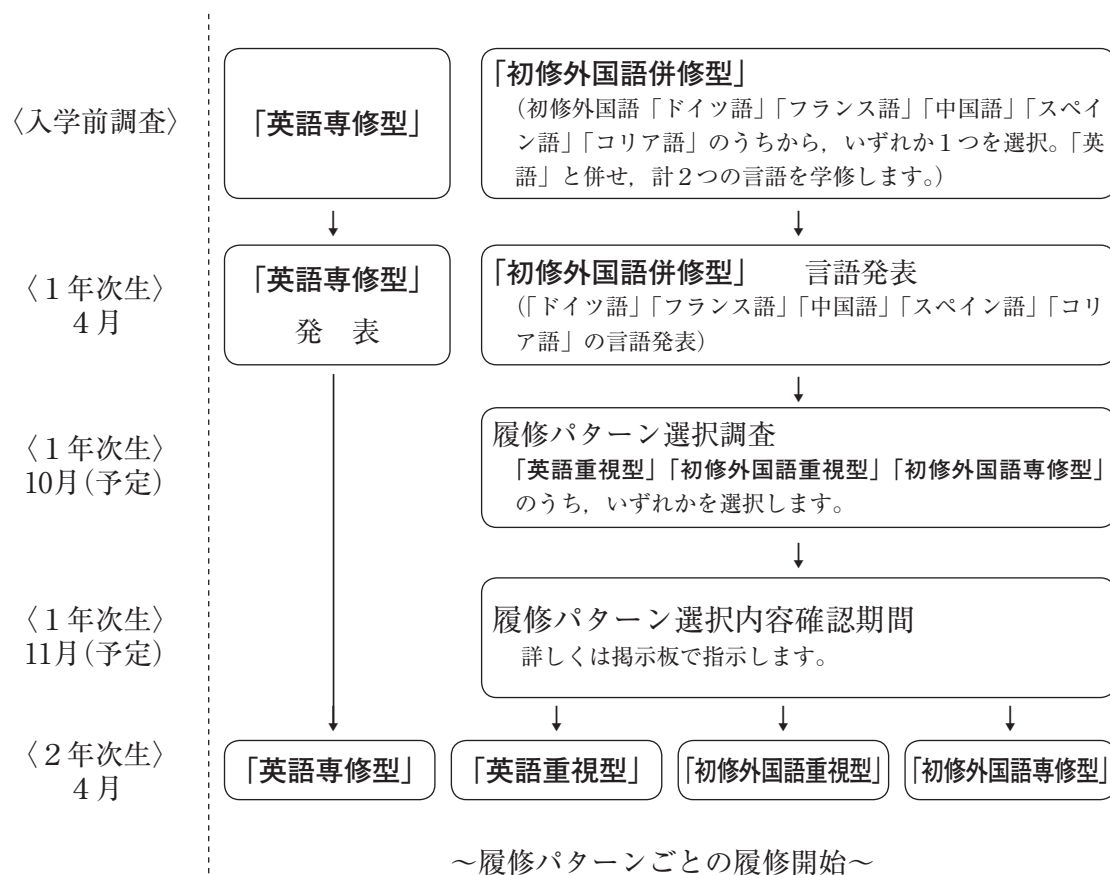 〈入学前調査〉
「英語専修型」
「初修外国語併修型」
(初修外国語「ドイツ語」「フランス語」「中国語」「スペイ
ン語」「コリア語」のうちから，いずれか１つを選択。「英
語」と併せ，計２つの言語を学修します。)
〈１年次生〉
４月
「英語専修型」
発　表
「初修外国語併修型」　言語発表
(「ドイツ語」「フランス語」「中国語」「スペイン語」「コリ
ア語」の言語発表)
〈１年次生〉
10月(予定)
履修パターン選択調査
「英語重視型」「初修外国語重視型」「初修外国語専修型」
のうち，いずれかを選択します。
〈１年次生〉
11月(予定)
履修パターン選択内容確認期間
詳しくは掲示板で指示します。
〈２年次生〉
４月
「英語専修型」
「英語重視型」
「初修外国語重視型」
「初修外国語専修型」
～履修パターンごとの履修開始～